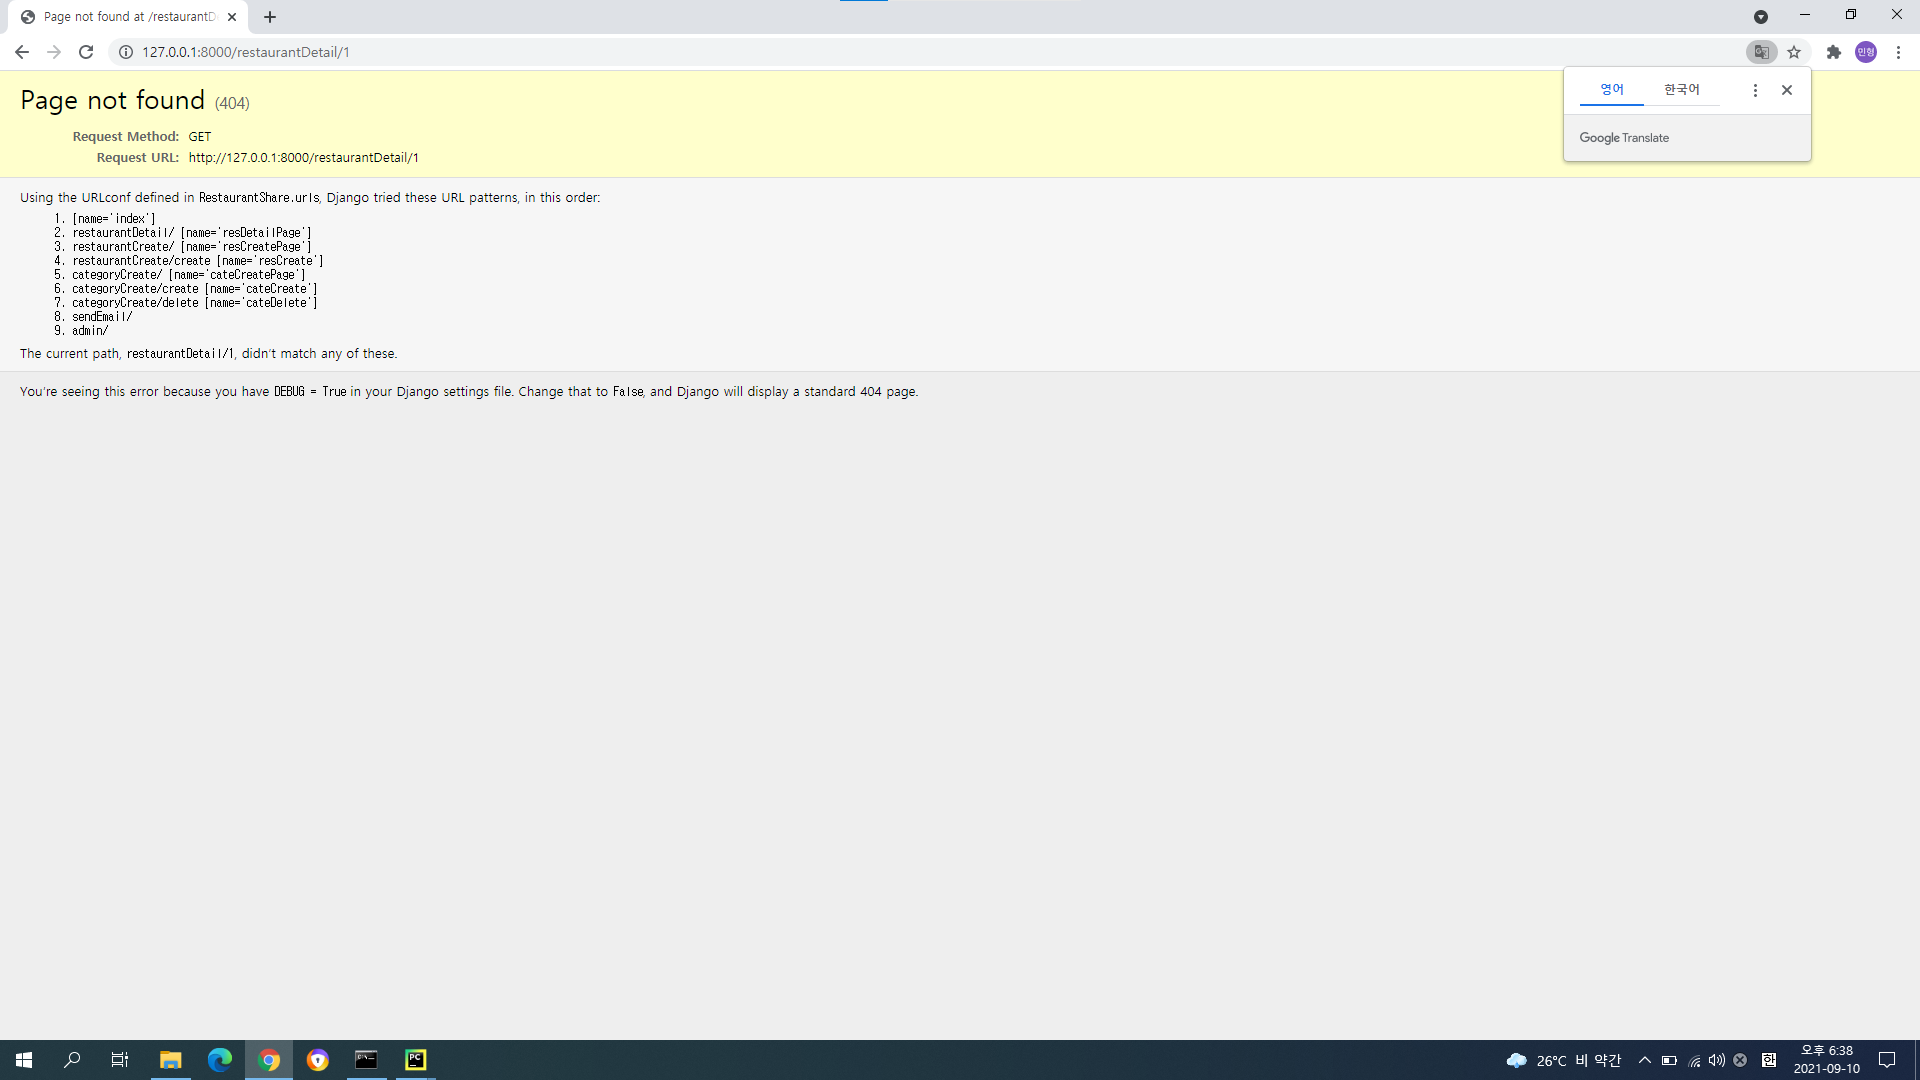 Page not found at /restaurantD
127.0.0.1:8000/restaurantDetail/1
민형
영어
한국어
Google Translate
Page not found (404)
Request Method: GET
Request URL: http://127.0.0.1:8000/restaurantDetail/1
Using the URLconf defined in RestaurantShare.urls, Django tried these URL patterns, in this order:
1. [name='index']
2. restaurantDetail/ [name='resDetailPage']
3. restaurantCreate/ [name='resCreatePage']
4. restaurantCreate/create [name='resCreate']
5. categoryCreate/ [name='cateCreatePage']
6. categoryCreate/create [name='cateCreate']
7. categoryCreate/delete [name='cateDelete']
8. sendEmail/
9. admin/
The current path, restaurantDetail/1, didn't match any of these.
You're seeing this error because you have DEBUG = True in your Django settings file. Change that to False, and Django will display a standard 404 page.
PC
26°C 비 약간
한
오후 6:38
2021-09-10